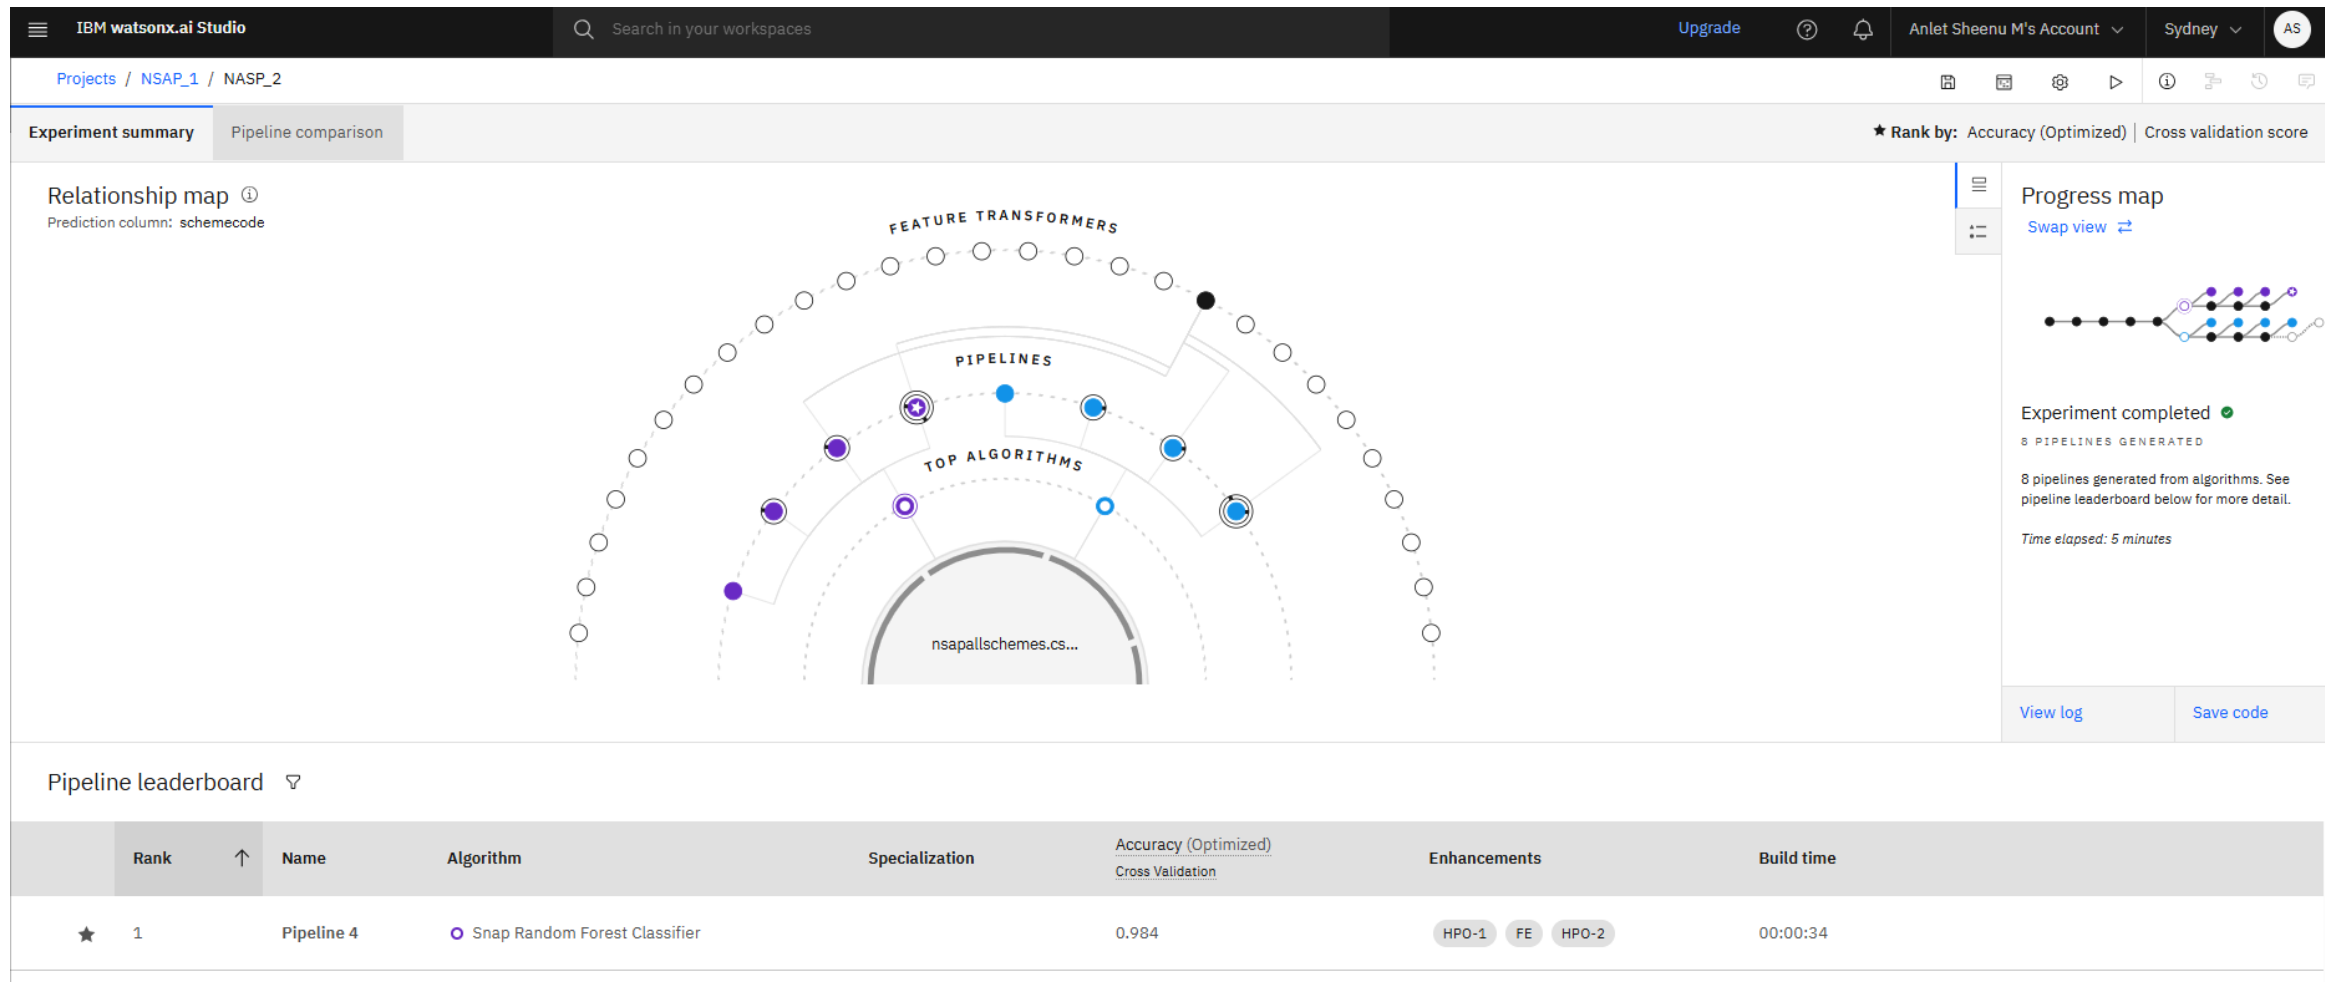 IBM watsonx.ai Studio
Search in your workspaces
Upgrade
Anlet Sheenu M's Account
Sydney
AS
Projects / NSAP_1 / NASP_2
Experiment summary
Pipeline comparison
Rank by: Accuracy (Optimized) | Cross validation score
Relationship map
Prediction column: schemecode
FEATURE TRANSFORMERS
PIPELINES
TOP ALGORITHMS
nsapallschemes.cs...
Progress map
Swap view
Experiment completed
8 PIPELINES GENERATED
8 pipelines generated from algorithms. See
pipeline leaderboard below for more detail.
Time elapsed: 5 minutes
View log
Save code
Pipeline leaderboard
Rank Name Algorithm Specialization Accuracy (Optimized) Enhancements Build time
Cross Validation
1 Pipeline 4 Snap Random Forest Classifier 0.984 HPO-1 FE HPO-2 00:00:34